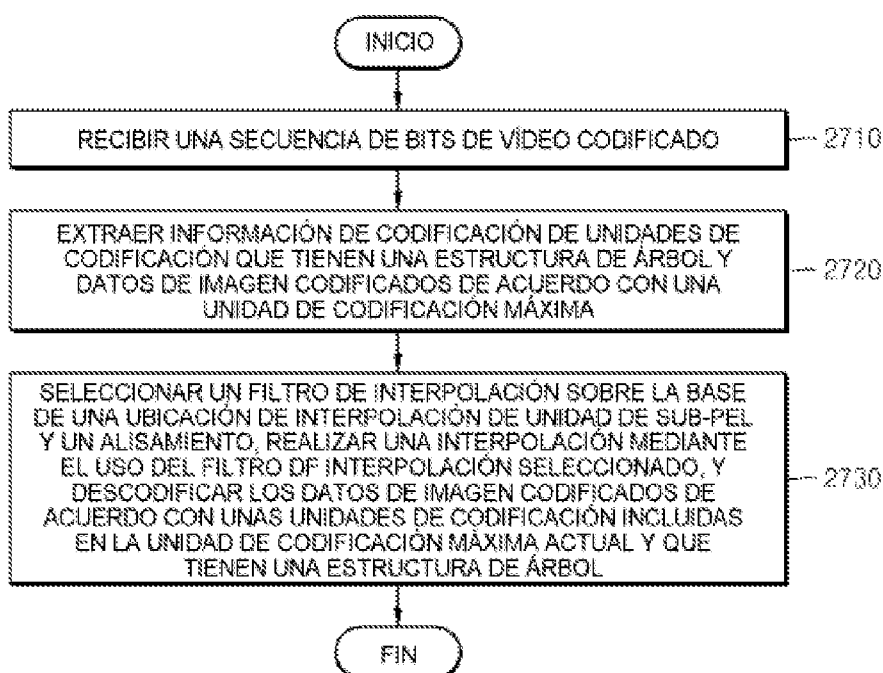 INICIO
RECIBIR UNA SECUENCIA DE BITS DE VÍDEO CODIFICADO
2710
EXTRAER INFORMACIÓN DE CODIFICACIÓN DE UNIDADES DE
CODIFICACIÓN QUE TIENEN UNA ESTRUCTURA DE ÁRBOL Y
DATOS DE IMAGEN CODIFICADOS DE ACUERDO CON UNA
UNIDAD DE CODIFICACIÓN MÁXIMA
2720
SELECCIONAR UN FILTRO DE INTERPOLACIÓN SOBRE LA BASE
DE UNA UBICACIÓN DE INTERPOLACIÓN DE UNIDAD DE SUB-PEL
Y UN ALISAMIENTO, REALIZAR UNA INTERPOLACIÓN MEDIANTE
EL USO DEL FILTRO DE INTERPOLACIÓN SELECCIONADO, Y
DESCODIFICAR LOS DATOS DE IMAGEN CODIFICADOS DE
ACUERDO CON UNAS UNIDADES DE CODIFICACIÓN INCLUIDAS
EN LA UNIDAD DE CODIFICACIÓN MÁXIMA ACTUAL Y QUE
TIENEN UNA ESTRUCTURA DE ÁRBOL
2730
FIN